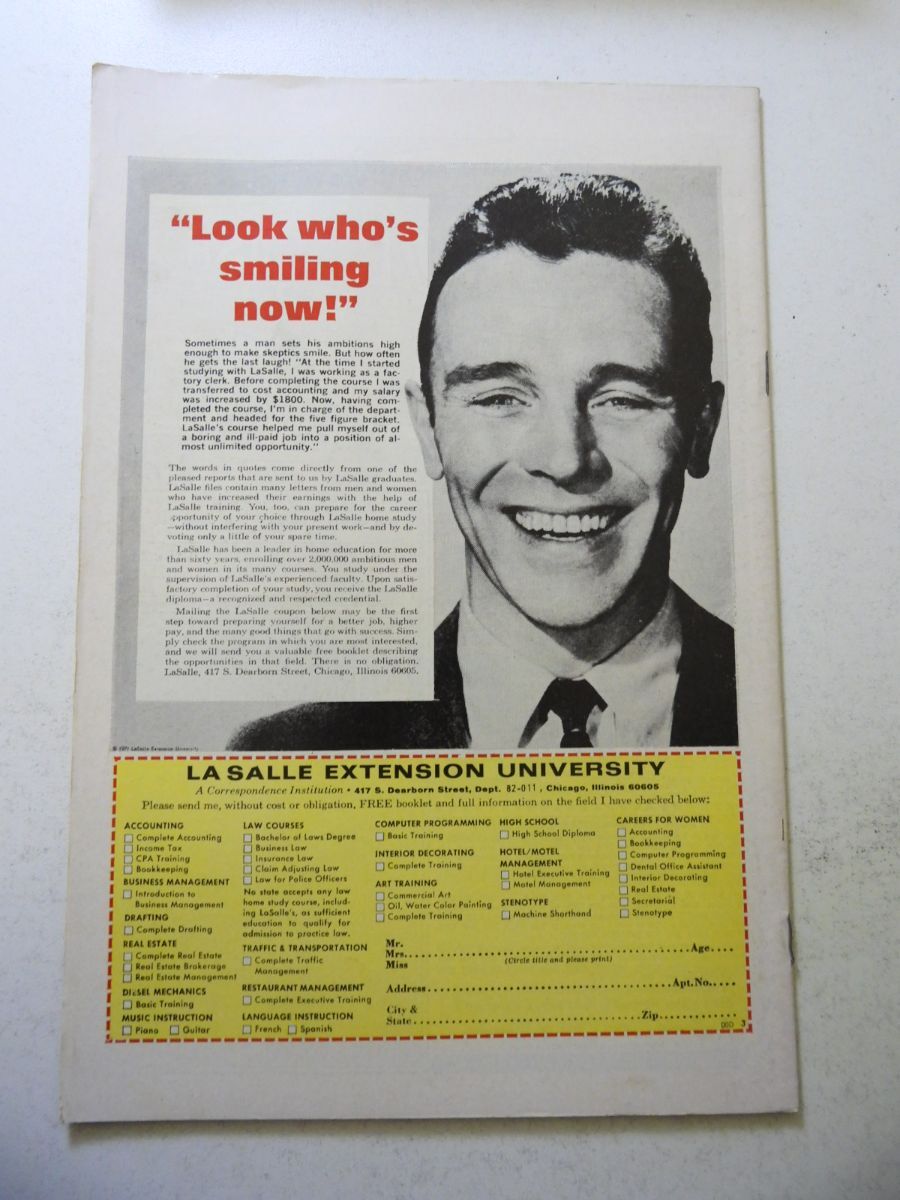 “Look who’s
smiling
now!”
Sometimes a man sets his ambitions high
enough to make skeptics smile. But how often
he gets the last laugh! “At the time I started
studying with LaSalle, I was working as a fac-
tory clerk. Before completing the course I was
transferred to cost accounting and my salary
was increased by $1800. Now, having com-
pleted the course, I’m in charge of the depart-
ment and headed for the five figure bracket.
LaSalle’s course helped me pull myself out of
a boring and ill-paid job into a position of al-
most unlimited opportunity.”
The words in quotes come directly from one of the
pleased reports that are sent to us by LaSalle graduates.
LaSalle files contain many letters from men and women
who have increased their earnings with the help of
LaSalle training. You, too, can prepare for the career
opportunity of your choice through LaSalle home study
—without interfering with your present work—and by de-
voting only a little of your spare time.
LaSalle has been a leader in home education for more
than sixty years, enrolling over 2,000,000 ambitious men
and women in its many courses. You study under the
supervision of LaSalle’s experienced faculty. Upon satis-
factory completion of your study, you receive the LaSalle
diploma—a recognized and respected credential.
Mailing the LaSalle coupon below may be the first
step toward preparing yourself for a better job, higher
pay, and the many good things that go with success. Sim-
ply check the program in which you are most interested,
and we will send you a valuable free booklet describing
the opportunities in that field. There is no obligation.
LaSalle, 417 S. Dearborn Street, Chicago, Illinois 60605.
© 1971 LaSalle Extension University
LA SALLE EXTENSION UNIVERSITY
A Correspondence Institution • 417 S. Dearborn Street, Dept. 82-011, Chicago, Illinois 60605
Please send me, without cost or obligation, FREE booklet and full information on the field I have checked below:
ACCOUNTING
Complete Accounting
Income Tax
CPA Training
Bookkeeping
BUSINESS MANAGEMENT
Introduction to
Business Management
DRAFTING
Complete Drafting
REAL ESTATE
Complete Real Estate
Real Estate Brokerage
Real Estate Management
DIESEL MECHANICS
Basic Training
MUSIC INSTRUCTION
Piano Guitar
LAW COURSES
Bachelor of Laws Degree
Business Law
Insurance Law
Claim Adjusting Law
Law for Police Officers
No state accepts any law
home study course, includ-
ing LaSalle’s, as sufficient
education to qualify for
admission to practice law.
TRAFFIC & TRANSPORTATION
Complete Traffic
Management
RESTAURANT MANAGEMENT
Complete Executive Training
LANGUAGE INSTRUCTION
French Spanish
COMPUTER PROGRAMMING
Basic Training
INTERIOR DECORATING
Complete Training
ART TRAINING
Commercial Art
Oil, Water Color Painting
Complete Training
HIGH SCHOOL
High School Diploma
HOTEL/MOTEL
MANAGEMENT
Hotel Executive Training
Motel Management
STENOTYPE
Machine Shorthand
CAREERS FOR WOMEN
Accounting
Bookkeeping
Computer Programming
Dental Office Assistant
Interior Decorating
Real Estate
Secretarial
Stenotype
Mr.
Mrs. Age
Miss (Circle title and please print)
Address Apt.No.
City &
State Zip
3